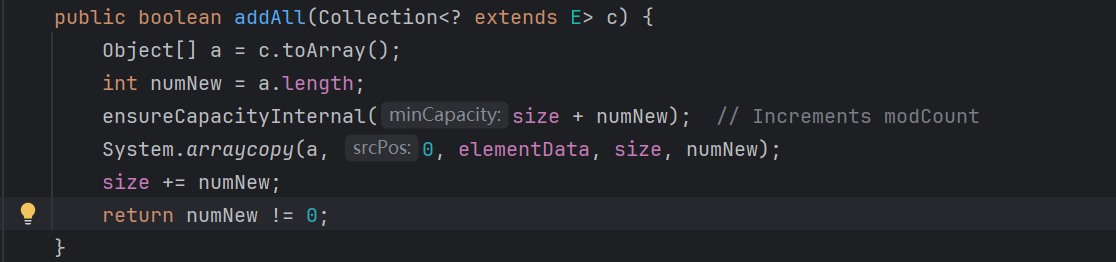 public boolean addAll(Collection<? extends E> c) {
    Object[] a = c.toArray();
    int numNew = a.length;
    ensureCapacityInternal( minCapacity: size + numNew);  // Increments modCount
    System.arraycopy(a, srcPos: 0, elementData, size, numNew);
    size += numNew;
    return numNew != 0;
}